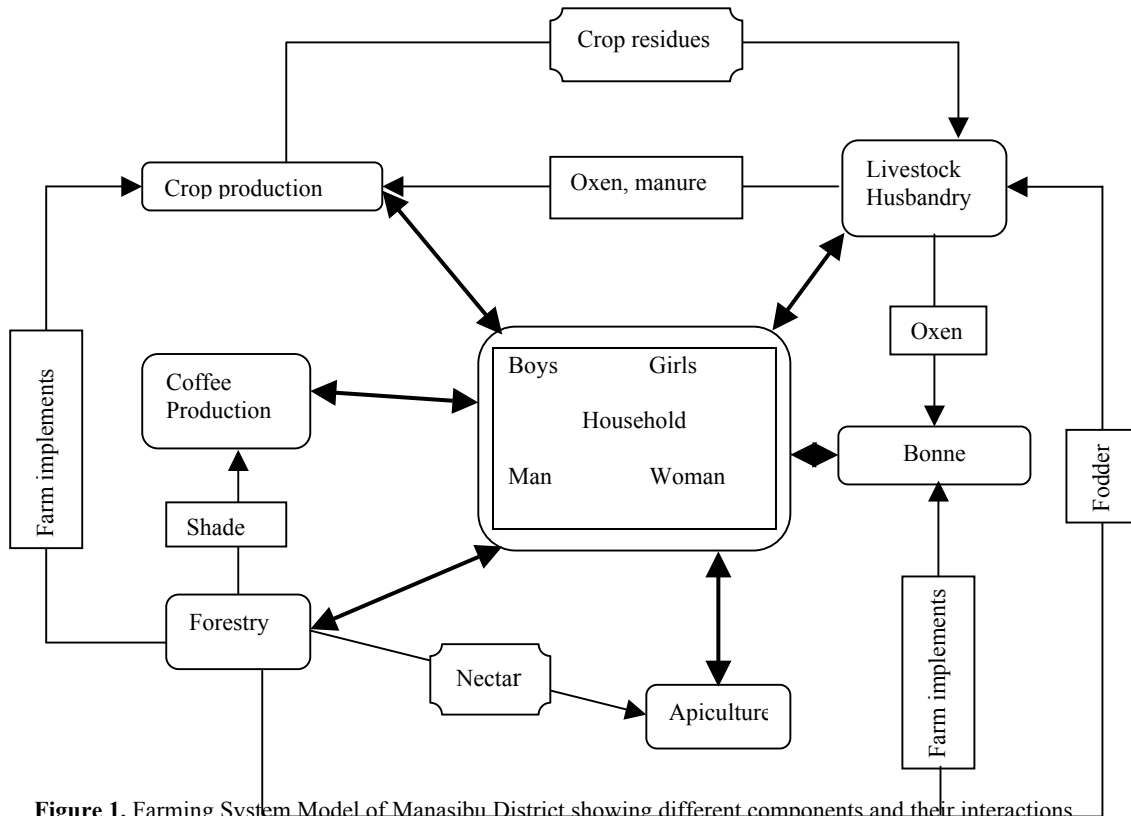 Crop residues
Crop production
Oxen, manure
Livestock
Husbandry
Oxen
Boys Girls
Household
Man Woman
Coffee
Production
Farm implements
Shade
Bonne
Fodder
Forestry
Nectar
Apiculture
Farm implements
Figure 1. Farming System Model of Manasibu District showing different components and their interactions